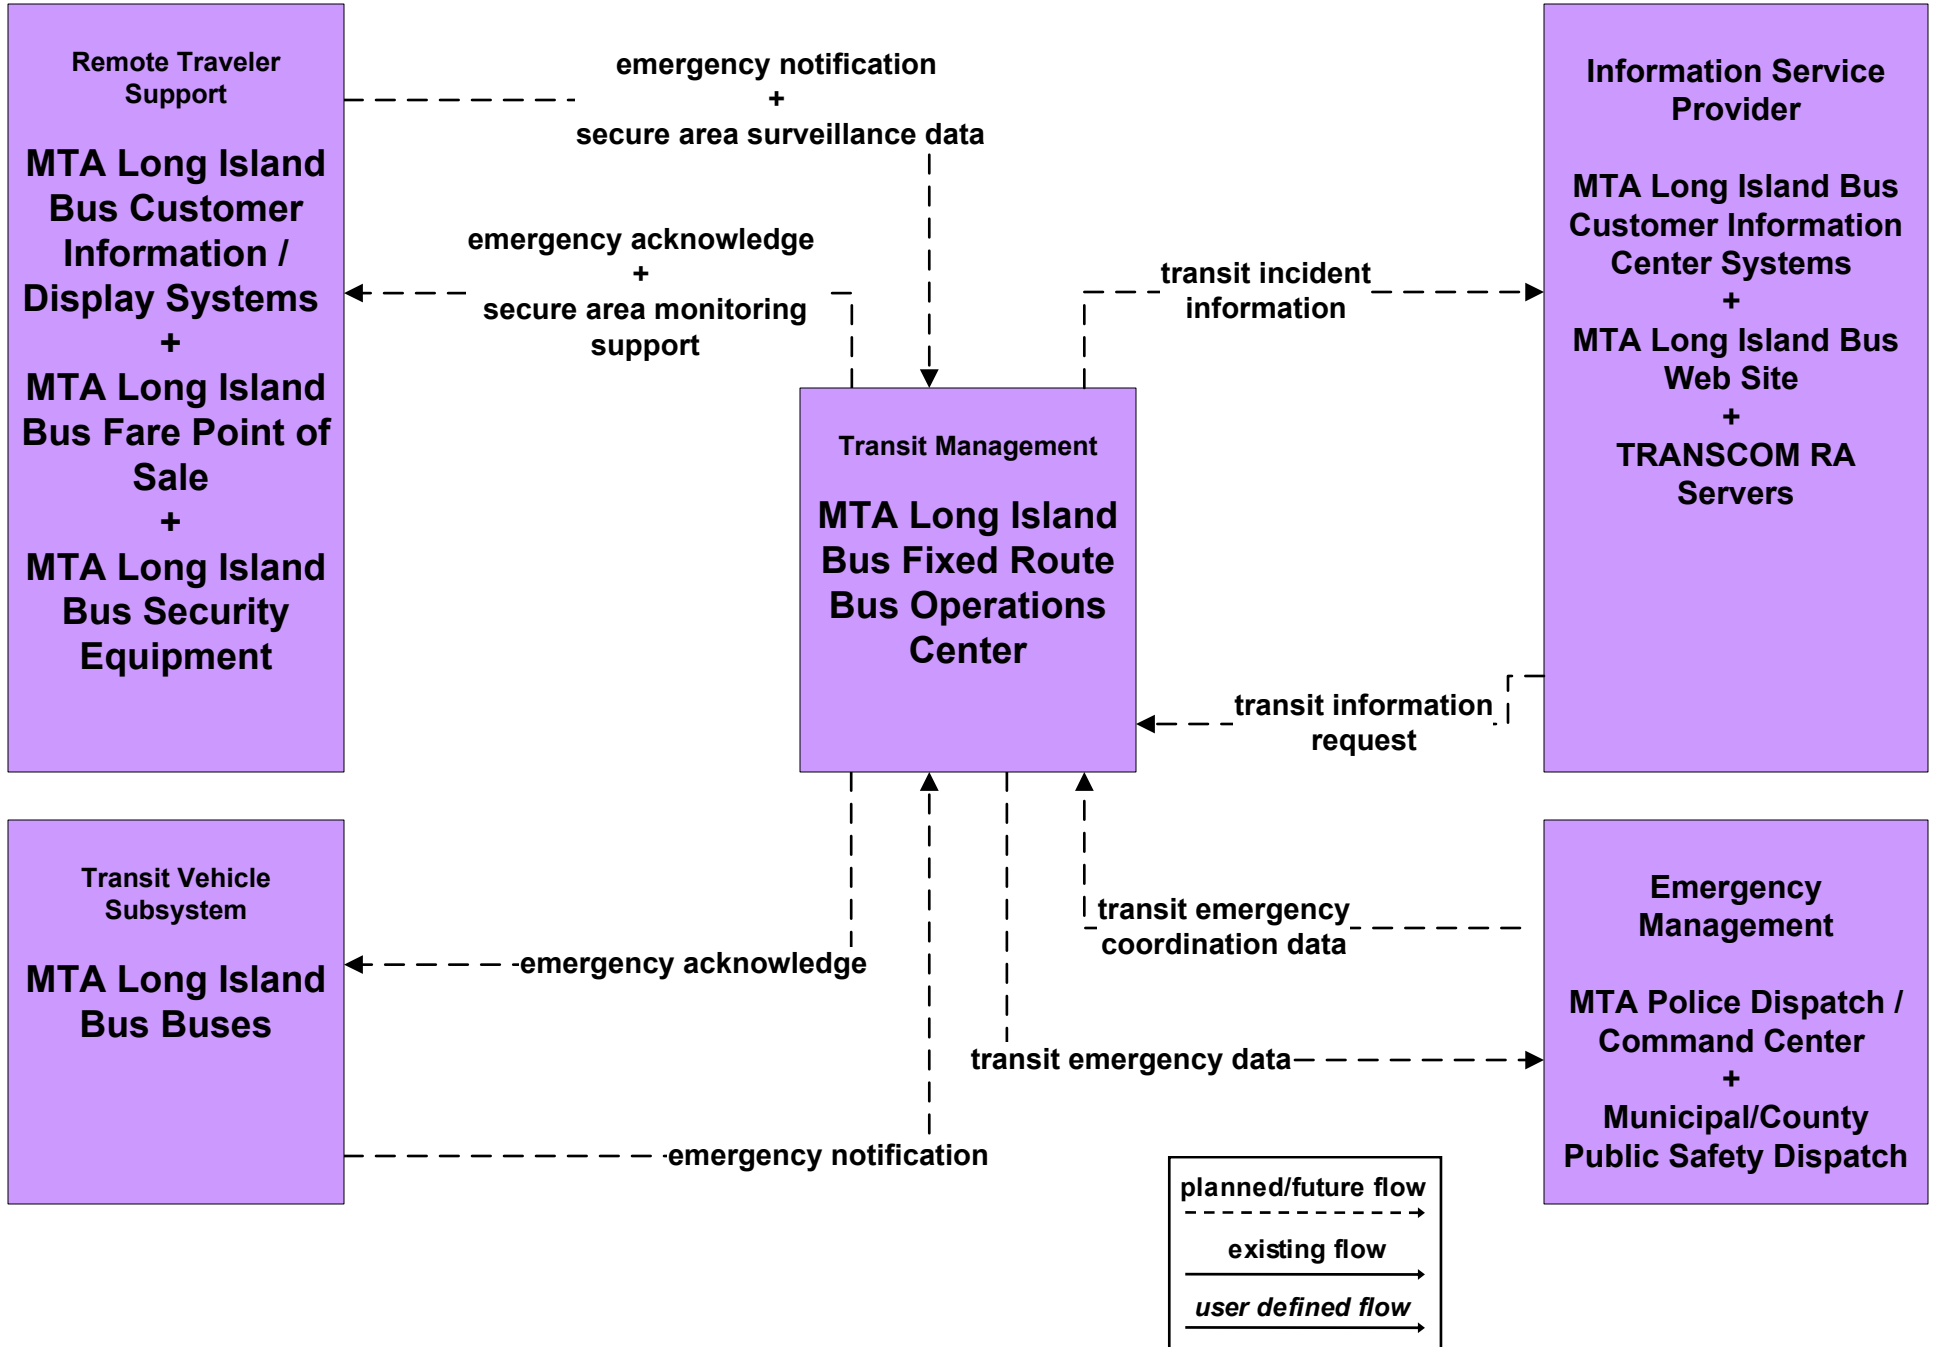 Remote Traveler
Support
MTA Long Island
Bus Customer
Information /
Display Systems
+
MTA Long Island
Bus Fare Point of
Sale
+
MTA Long Island
Bus Security
Equipment
emergency notification
+
secure area surveillance data
emergency acknowledge
+
secure area monitoring
support
transit incident
information
Information Service
Provider
MTA Long Island Bus
Customer Information
Center Systems
+
MTA Long Island Bus
Web Site
+
TRANSCOM RA
Servers
Transit Management
MTA Long Island
Bus Fixed Route
Bus Operations
Center
transit information
request
Transit Vehicle
Subsystem
MTA Long Island
Bus Buses
emergency acknowledge
emergency notification
transit emergency
coordination data
transit emergency data
Emergency
Management
MTA Police Dispatch /
Command Center
+
Municipal/County
Public Safety Dispatch
planned/future flow
existing flow
user defined flow